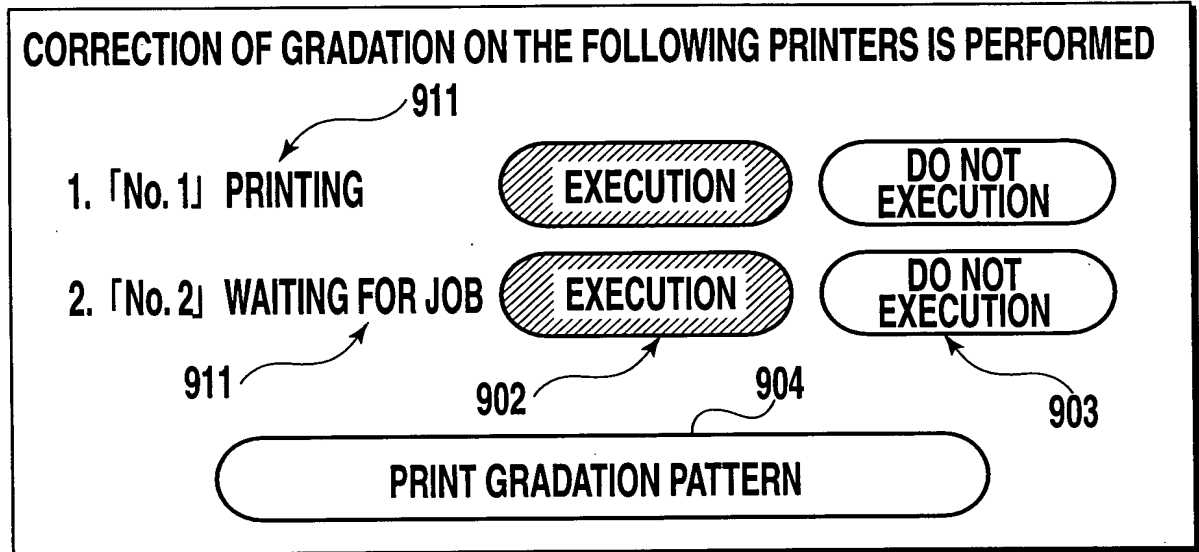 CORRECTION OF GRADATION ON THE FOLLOWING PRINTERS IS PERFORMED
911
1. 「No. 1」 PRINTING
EXECUTION
DO NOT
EXECUTION
2. 「No. 2」 WAITING FOR JOB
EXECUTION
DO NOT
EXECUTION
911
902
904
903
PRINT GRADATION PATTERN